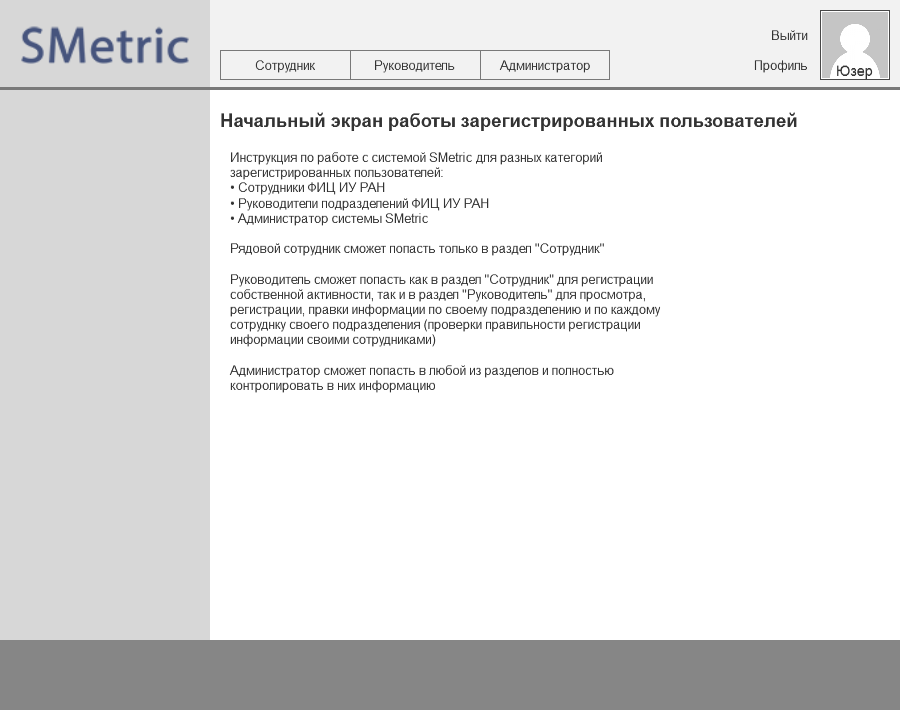 SMetric
Выйти
Сотрудник Руководитель Администратор Профиль
Юзер
Начальный экран работы зарегистрированных пользователей
Инструкция по работе с системой SMetric для разных категорий
зарегистрированных пользователей:
• Сотрудники ФИЦ ИУ РАН
• Руководители подразделений ФИЦ ИУ РАН
• Администратор системы SMetric
Рядовой сотрудник сможет попасть только в раздел "Сотрудник"
Руководитель сможет попасть как в раздел "Сотрудник" для регистрации
собственной активности, так и в раздел "Руководитель" для просмотра,
регистрации, правки информации по своему подразделению и по каждому
сотруднку своего подразделения (проверки правильности регистрации
информации своими сотрудниками)
Администратор сможет попасть в любой из разделов и полностью
контролировать в них информацию